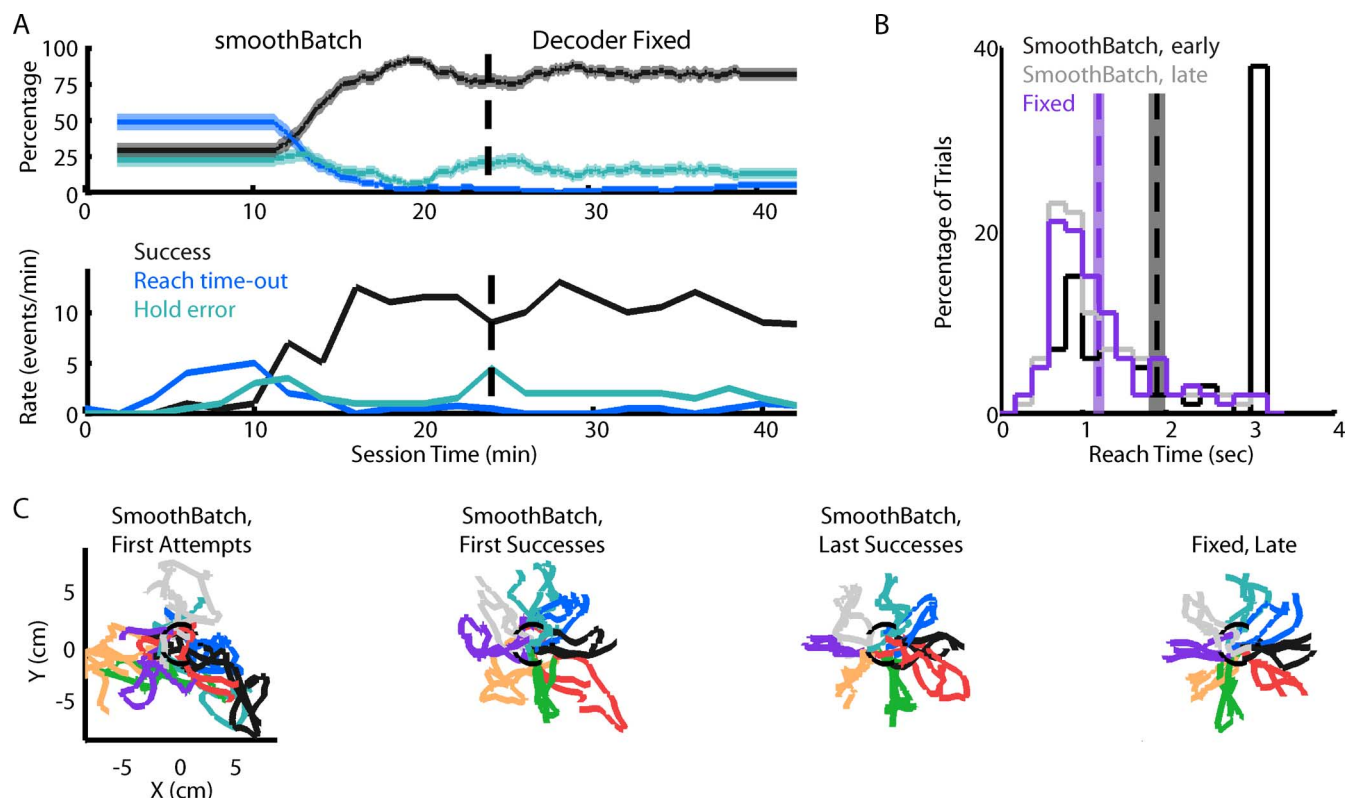 A
smoothBatch
Decoder Fixed
100
75
50
25
0
Percentage
0
10
20
30
40
Success
Reach time-out
Hold error
10
5
0
Rate (events/min)
0
10
20
30
40
Session Time (min)
B
SmoothBatch, early
SmoothBatch, late
Fixed
40
20
0
Percentage of Trials
0
1
2
3
4
Reach Time (sec)
C
SmoothBatch,
First Attempts
SmoothBatch,
First Successes
SmoothBatch,
Last Successes
Fixed, Late
5
0
-5
Y (cm)
-5
0
5
X (cm)